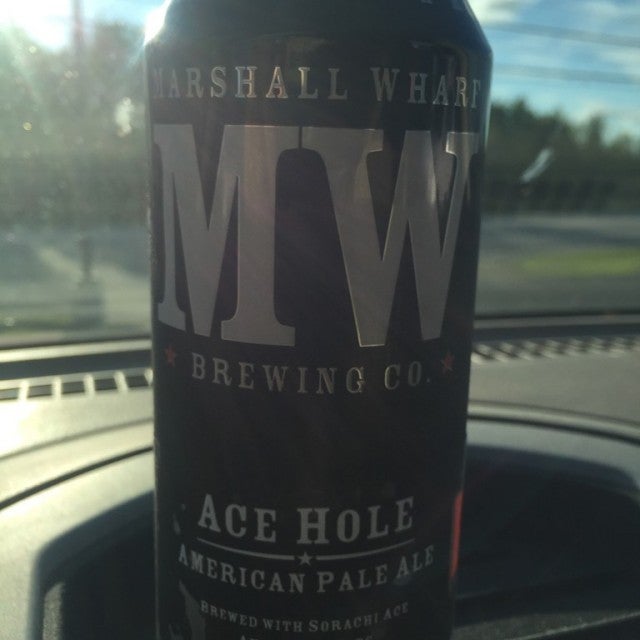 MARSHALL WHARF
MW
BREWING CO.
ACE HOLE
AMERICAN PALE ALE
BREWED WITH SORACHI ACE